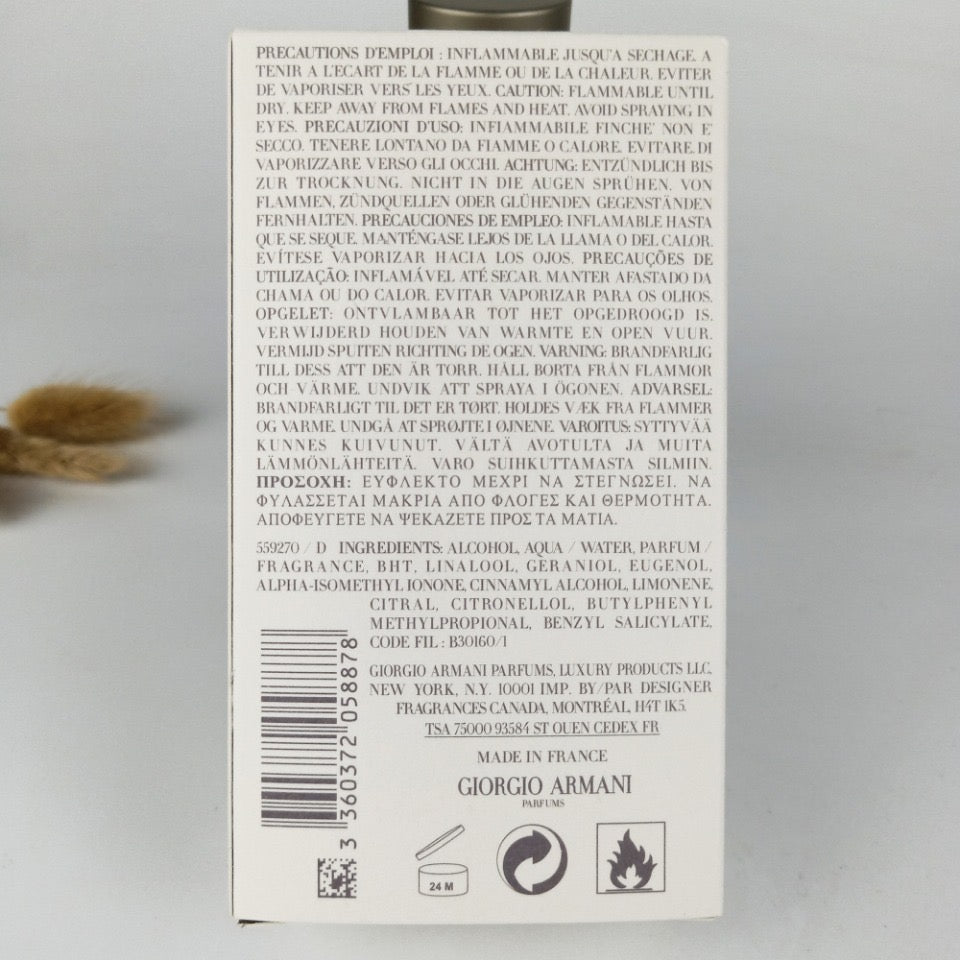 PRECAUTIONS D'EMPLOI : INFLAMMABLE JUSQU'A SECHAGE. A
TENIR A L'ECART DE LA FLAMME OU DE LA CHALEUR. EVITER
DE VAPORISER VERS LES YEUX. CAUTION: FLAMMABLE UNTIL
DRY. KEEP AWAY FROM FLAMES AND HEAT. AVOID SPRAYING IN
EYES. PRECAUZIONI D'USO: INFIAMMABILE FINCHE' NON E'
SECCO. TENERE LONTANO DA FIAMME O CALORE. EVITARE DI
VAPORIZZARE VERSO GLI OCCHI. ACHTUNG: ENTZÜNDLICH BIS
ZUR TROCKNUNG. NICHT IN DIE AUGEN SPRÜHEN. VON
FLAMMEN, ZÜNDQUELLEN ODER GLÜHENDEN GEGENSTÄNDEN
FERNHALTEN. PRECAUCIONES DE EMPLEO: INFLAMABLE HASTA
QUE SE SEQUE. MANTÉNGASE LEJOS DE LA LLAMA O DEL CALOR.
EVÍTESE VAPORIZAR HACIA LOS OJOS. PRECAUÇÕES DE
UTILIZAÇÃO: INFLAMÁVEL ATÉ SECAR. MANTER AFASTADO DA
CHAMA OU DO CALOR. EVITAR VAPORIZAR PARA OS OLHOS.
OPGELET: ONTVLAMBAAR TOT HET OPGEDROOGD IS.
VERWIJDERD HOUDEN VAN WARMTE EN OPEN VUUR.
VERMIJD SPUITEN RICHTING DE OGEN. VARNING: BRANDFARLIG
TILL DESS ATT DEN ÄR TORR. HÅLL BORTA FRÅN FLAMMOR
OCH VÄRME. UNDVIK ATT SPRAYA I ÖGONEN. ADVARSEL:
BRANDFARLIGT TIL DET ER TØRT. HOLDES VÆK FRA FLAMMER
OG VARME. UNDGÅ AT SPRØJTE I ØJNENE. VAROITUS: SYTTYVÄÄ
KUNNES KUIVUNUT. VÄLTÄ AVOTULTA JA MUITA
LÄMMÖNLÄHTEITÄ. VARO SUIHKUTTAMASTA SILMIIN.
ΠΡΟΣΟΧΗ: ΕΥΦΛΕΚΤΟ ΜΕΧΡΙ ΝΑ ΣΤΕΓΝΩΣΕΙ. ΝΑ
ΦΥΛΑΣΣΕΤΑΙ ΜΑΚΡΙΑ ΑΠΟ ΦΛΟΓΕΣ ΚΑΙ ΘΕΡΜΟΤΗΤΑ.
ΑΠΟΦΕΥΓΕΤΕ ΝΑ ΨΕΚΑΖΕΤΕ ΠΡΟΣ ΤΑ ΜΑΤΙΑ.
559270 / D INGREDIENTS: ALCOHOL, AQUA / WATER, PARFUM /
FRAGRANCE, BHT, LINALOOL, GERANIOL, EUGENOL,
ALPHA-ISOMETHYL IONONE, CINNAMYL ALCOHOL, LIMONENE,
CITRAL, CITRONELLOL, BUTYLPHENYL
METHYLPROPIONAL, BENZYL SALICYLATE,
CODE FIL : B30160/1
GIORGIO ARMANI PARFUMS, LUXURY PRODUCTS LLC,
NEW YORK, N.Y. 10001 IMP. BY/PAR DESIGNER
FRAGRANCES CANADA, MONTRÉAL, H4T 1K5.
TSA 75000 93584 ST OUEN CEDEX FR
MADE IN FRANCE
GIORGIO ARMANI
PARFUMS
3 360372 058878
24 M